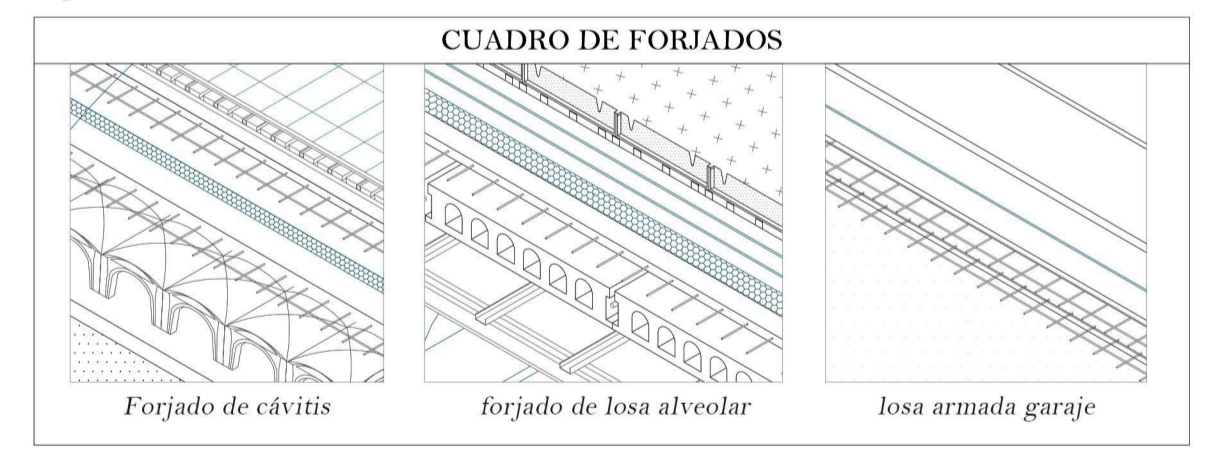 CUADRO DE FORJADOS
Forjado de cávitis
forjado de losa alveolar
losa armada garaje